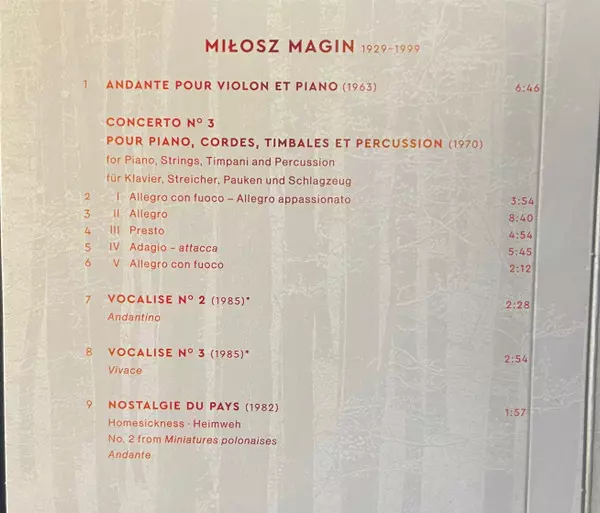 MIŁOSZ MAGIN 1929–1999
1 ANDANTE POUR VIOLON ET PIANO (1963) 6:46
CONCERTO Nº 3
POUR PIANO, CORDES, TIMBALES ET PERCUSSION (1970)
for Piano, Strings, Timpani and Percussion
für Klavier, Streicher, Pauken und Schlagzeug
2 I Allegro con fuoco – Allegro appassionato 3:54
3 II Allegro 8:40
4 III Presto 4:54
5 IV Adagio – attacca 5:45
6 V Allegro con fuoco 2:12
7 VOCALISE Nº 2 (1985)* 2:28
Andantino
8 VOCALISE Nº 3 (1985)* 2:54
Vivace
9 NOSTALGIE DU PAYS (1982) 1:57
Homesickness · Heimweh
No. 2 from Miniatures polonaises
Andante